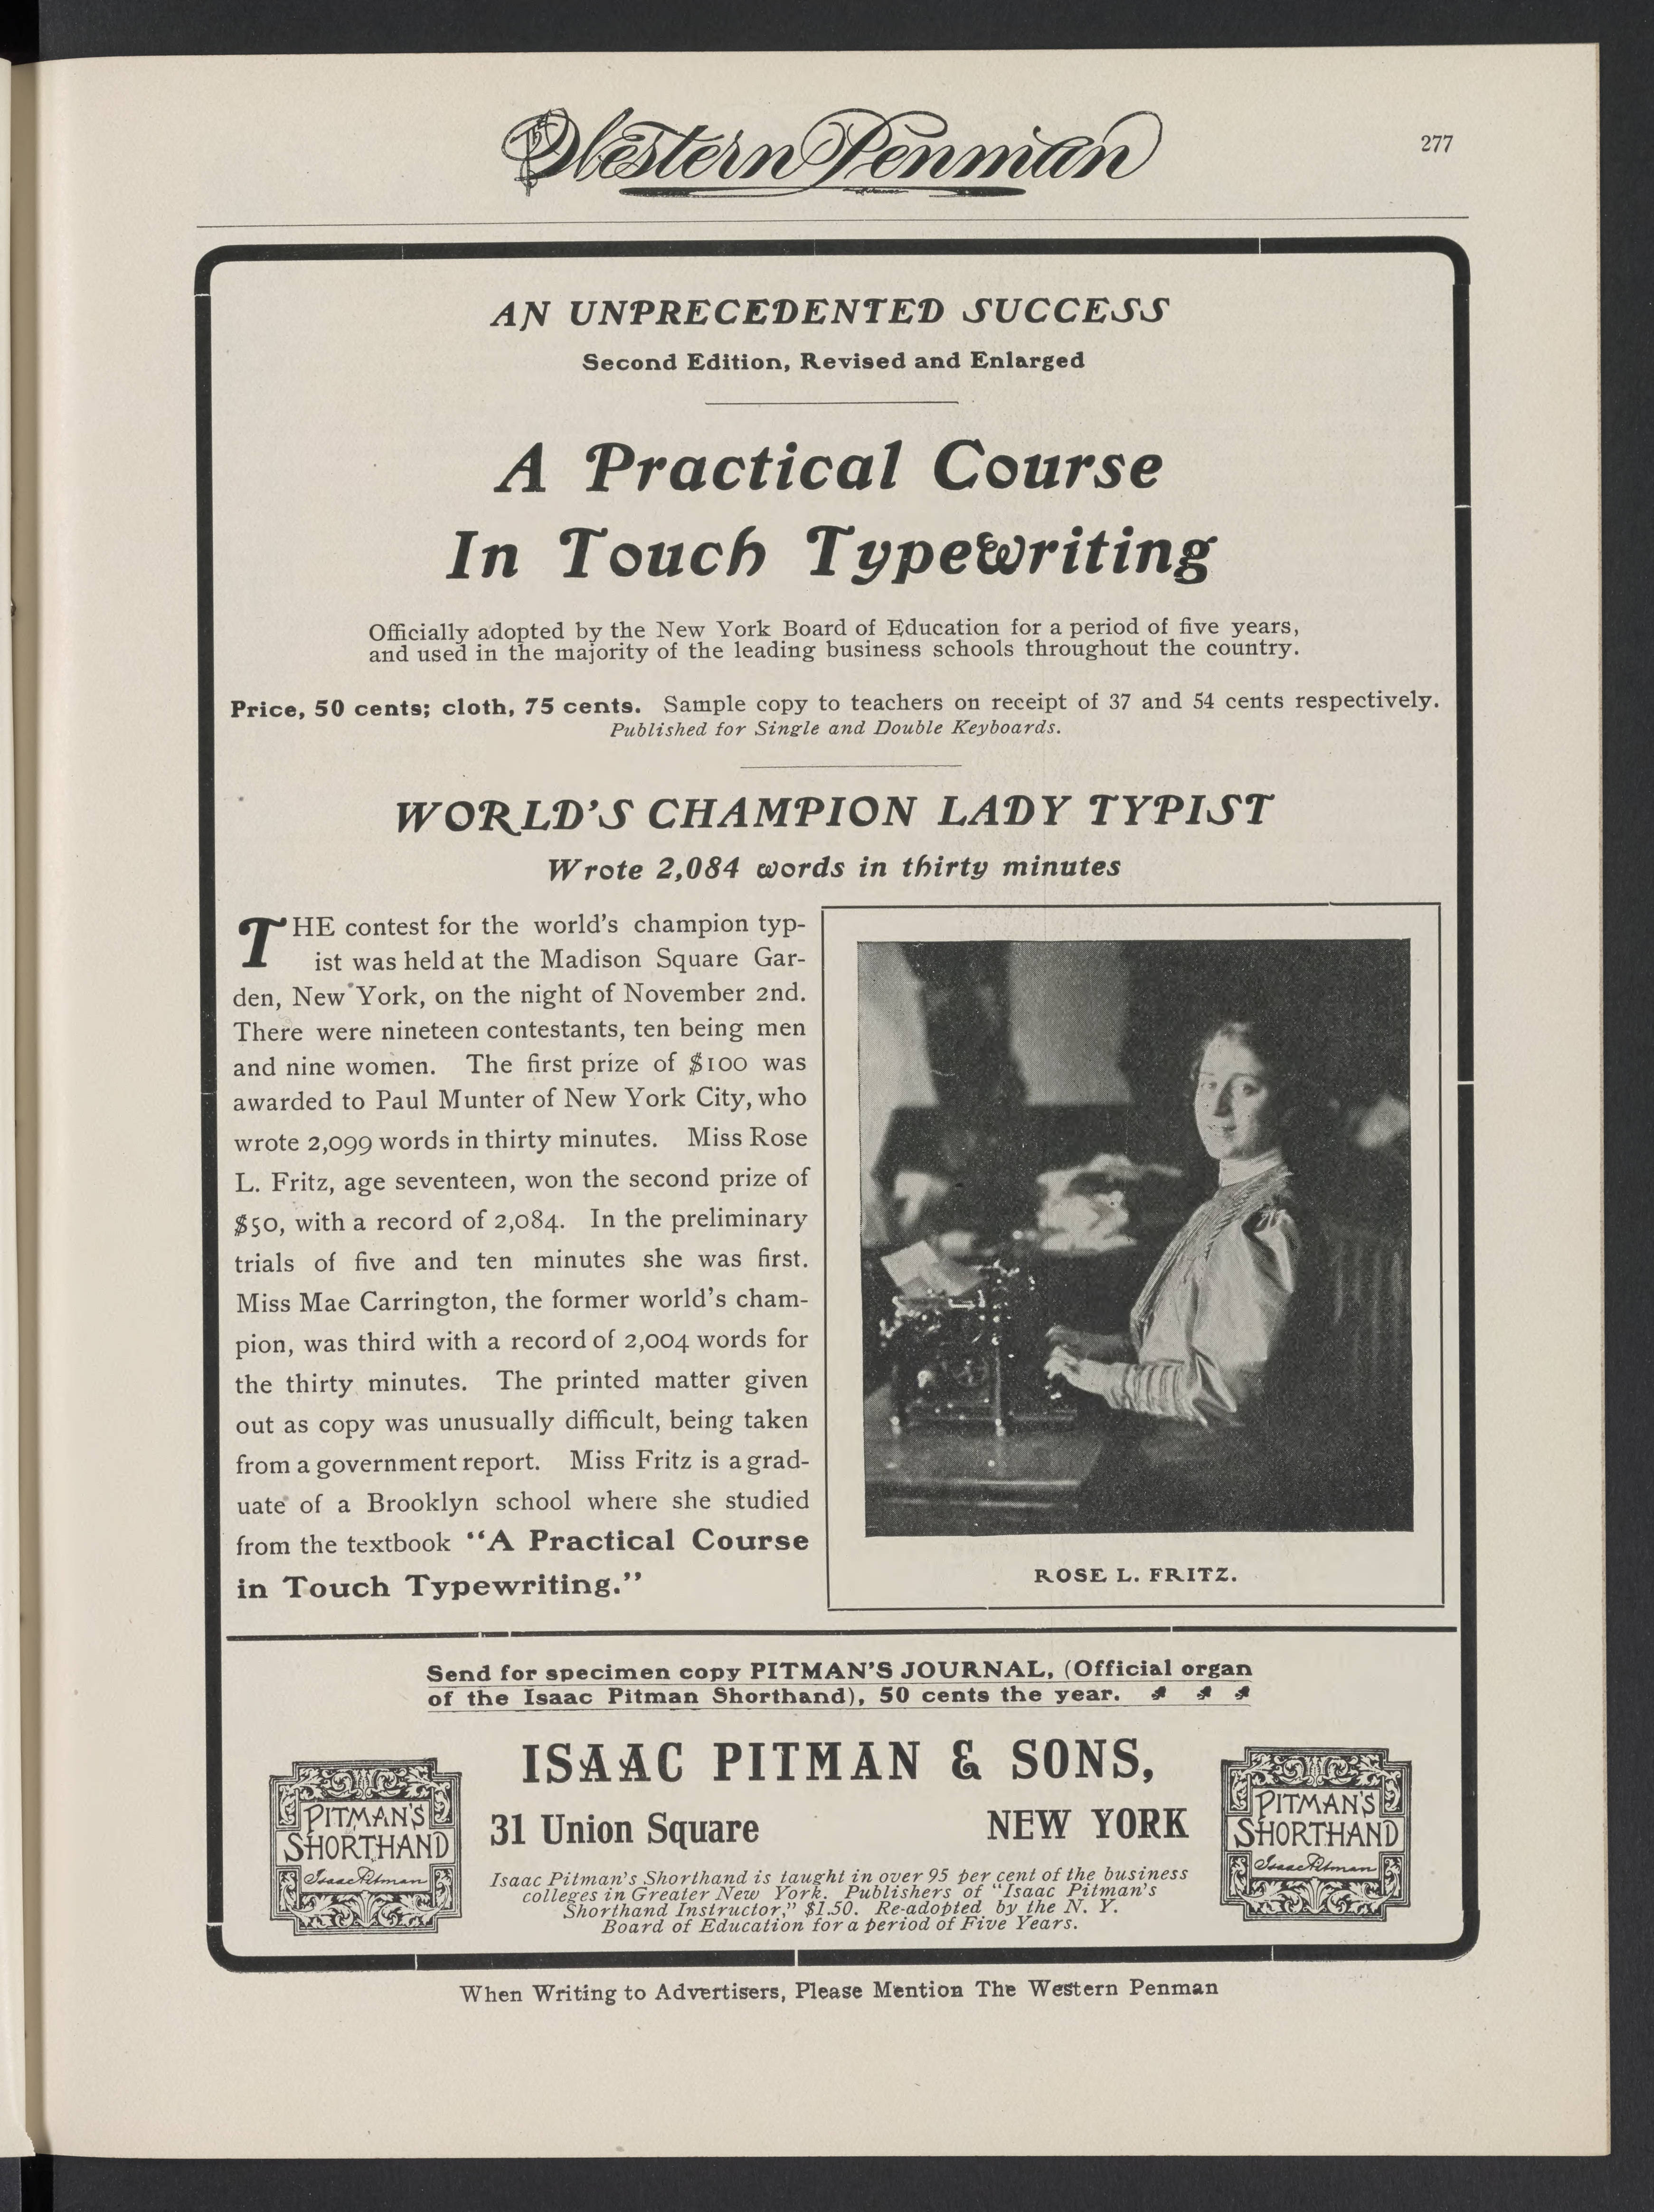 Western Penman
277
AN UNPRECEDENTED SUCCESS
Second Edition, Revised and Enlarged
A Practical Course
In Touch Typewriting
Officially adopted by the New York Board of Education for a period of five years,
and used in the majority of the leading business schools throughout the country.
Price, 50 cents; cloth, 75 cents. Sample copy to teachers on receipt of 37 and 54 cents respectively.
Published for Single and Double Keyboards.
WORLD'S CHAMPION LADY TYPIST
Wrote 2,084 words in thirty minutes
THE contest for the world's champion typ-
ist was held at the Madison Square Gar-
den, New York, on the night of November 2nd.
There were nineteen contestants, ten being men
and nine women. The first prize of $100 was
awarded to Paul Munter of New York City, who
wrote 2,099 words in thirty minutes. Miss Rose
L. Fritz, age seventeen, won the second prize of
$50, with a record of 2,084. In the preliminary
trials of five and ten minutes she was first.
Miss Mae Carrington, the former world's cham-
pion, was third with a record of 2,004 words for
the thirty minutes. The printed matter given
out as copy was unusually difficult, being taken
from a government report. Miss Fritz is a grad-
uate of a Brooklyn school where she studied
from the textbook "A Practical Course
in Touch Typewriting."
ROSE L. FRITZ.
Send for specimen copy PITMAN'S JOURNAL, (Official organ
of the Isaac Pitman Shorthand), 50 cents the year.
ISAAC PITMAN & SONS,
31 Union Square NEW YORK
PITMAN'S
SHORTHAND
Isaac Pitman
Isaac Pitman's Shorthand is taught in over 95 per cent of the business
colleges in Greater New York. Publishers of "Isaac Pitman's
Shorthand Instructor," $1.50. Re-adopted by the N. Y.
Board of Education for a period of Five Years.
PITMAN'S
SHORTHAND
Isaac Pitman
When Writing to Advertisers, Please Mention The Western Penman